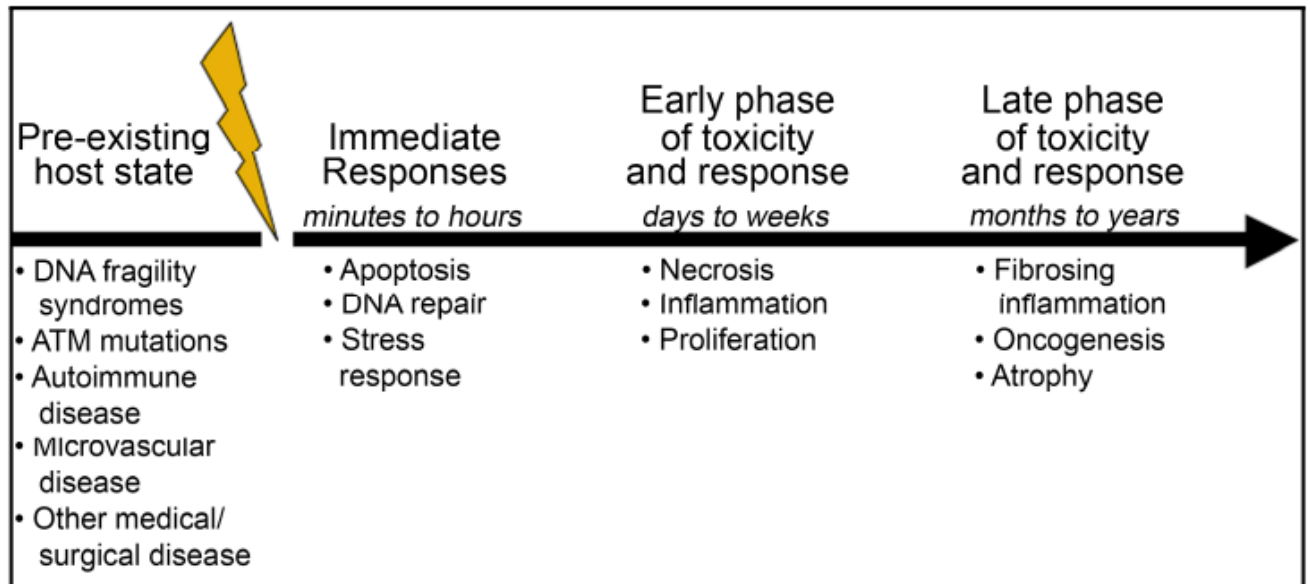 Pre-existing
host state
• DNA fragility
syndromes
• ATM mutations
• Autoimmune
disease
• Microvascular
disease
• Other medical/
surgical disease
Immediate
Responses
minutes to hours
• Apoptosis
• DNA repair
• Stress
response
Early phase
of toxicity
and response
days to weeks
• Necrosis
• Inflammation
• Proliferation
Late phase
of toxicity
and response
months to years
• Fibrosing
inflammation
• Oncogenesis
• Atrophy